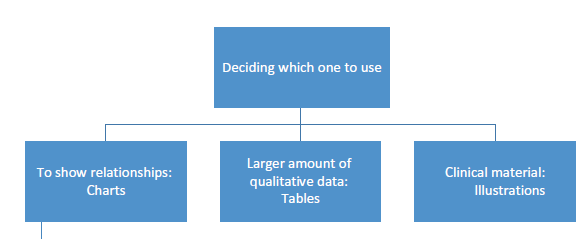 Deciding which one to use
To show relationships:
Charts
Larger amount of
qualitative data:
Tables
Clinical material:
Illustrations